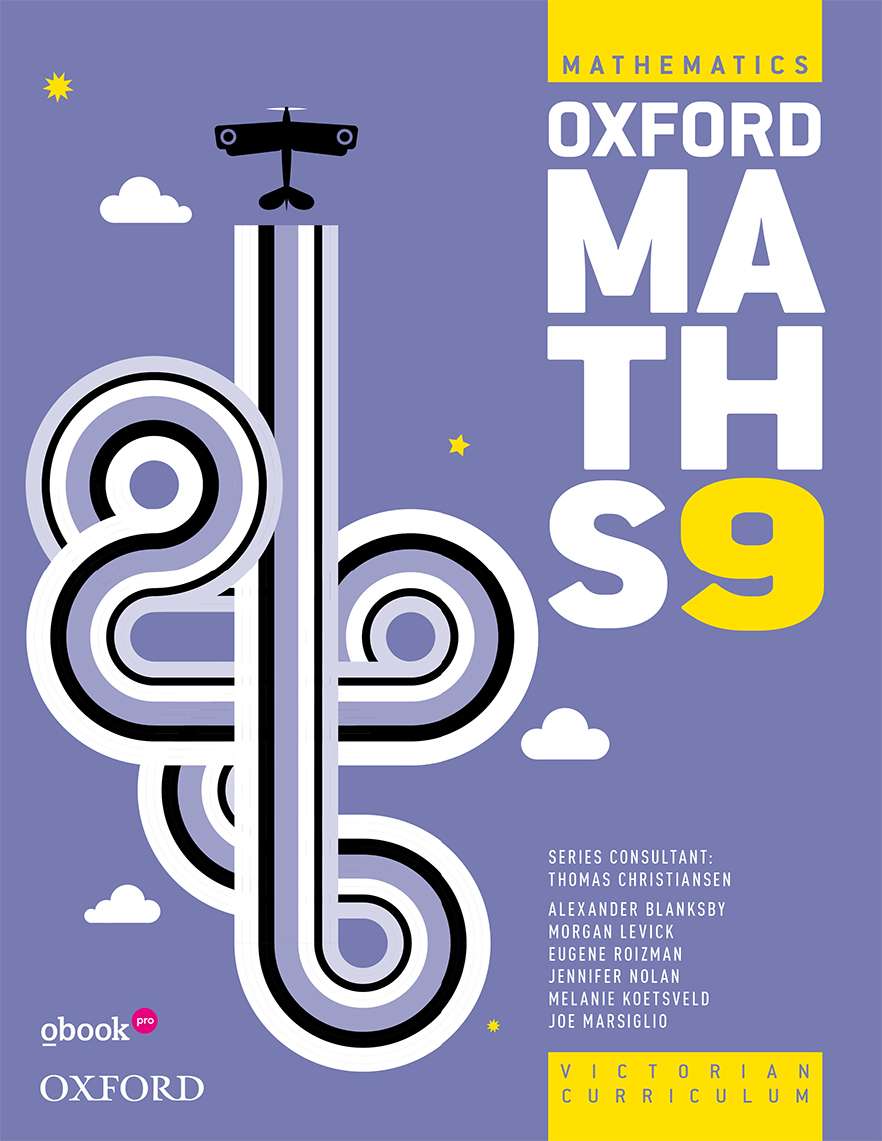 MATHEMATICS
OXFORD
MA
TH
S9
SERIES CONSULTANT:
THOMAS CHRISTIANSEN
ALEXANDER BLANKSBY
MORGAN LEVICK
EUGENE ROIZMAN
JENNIFER NOLAN
MELANIE KOETSVELD
JOE MARSIGLIO
obook pro
OXFORD
VICTORIAN
CURRICULUM